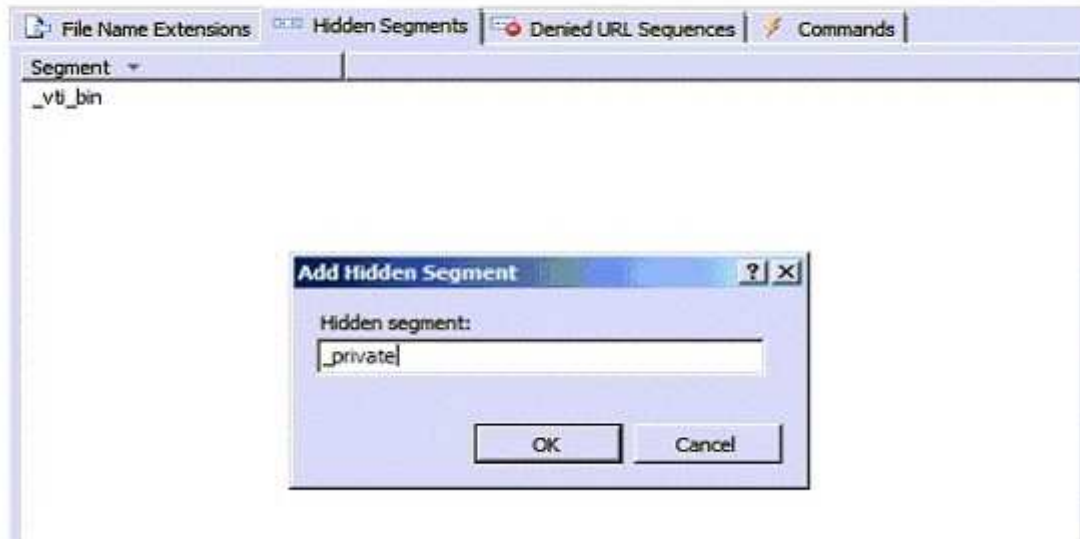 File Name Extensions Hidden Segments Denied URL Sequences Commands
Segment
_vti_bin
Add Hidden Segment
Hidden segment:
_private
OK Cancel